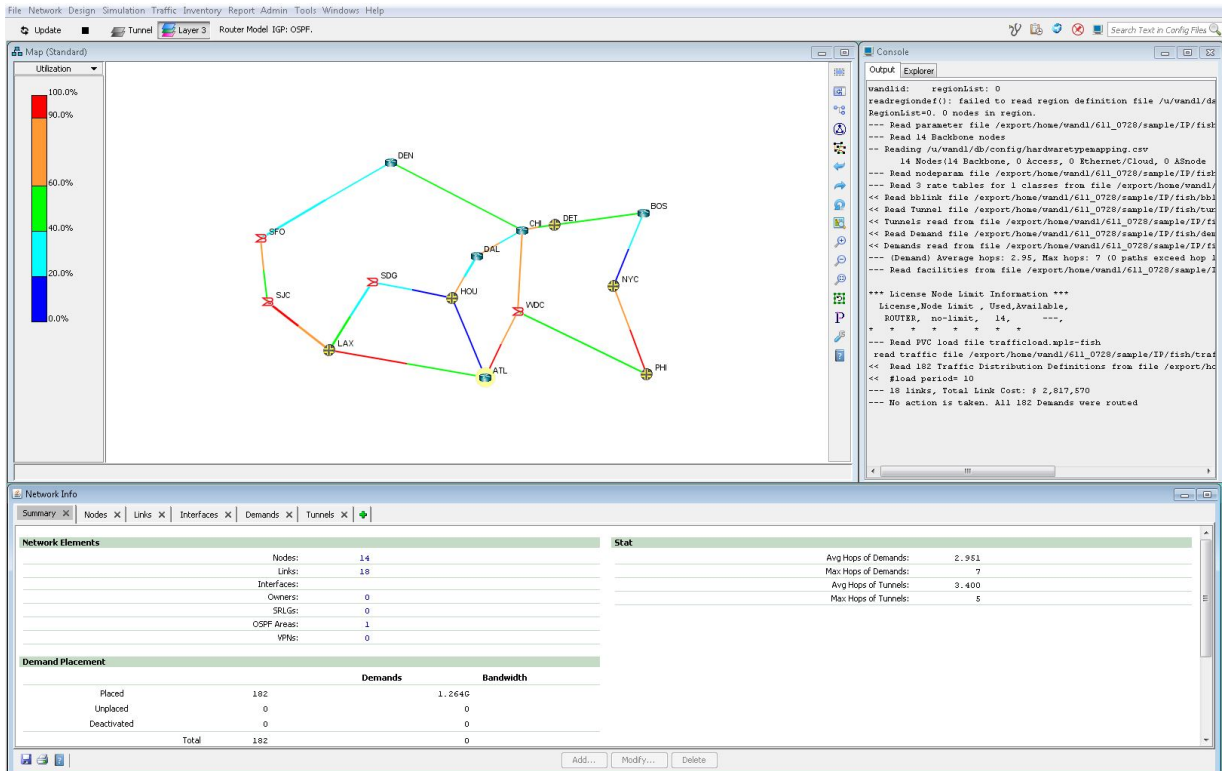 File Network Design Simulation Traffic Inventory Report Admin Tools Windows Help
Update Tunnel Layer 3 Router Model IGP: OSPF. Search Text in Config Files
Map (Standard)
Utilization
100.0%
90.0%
60.0%
40.0%
20.0%
0.0%
DEN
BOS
SFO
CHI
DET
DAL
SDG
NYC
HOU
SJC
WDC
LAX
ATL
PHI
P
Console
Output Explorer
wandlid: regionList: 0
readregiondef(): failed to read region definition file /u/wandl/da
RegionList=0. 0 nodes in region.
--- Read parameter file /export/home/wandl/611_0728/sample/IP/fish
--- Read 14 Backbone nodes
-- Reading /u/wandl/db/config/hardwaretypemapping.csv
14 Nodes(14 Backbone, 0 Access, 0 Ethernet/Cloud, 0 ASnode
--- Read nodeparam file /export/home/wandl/611_0728/sample/IP/fish
--- Read 3 rate tables for 1 classes from file /export/home/wandl/
<< Read bblink file /export/home/wandl/611_0728/sample/IP/fish/bbl
<< Read Tunnel file /export/home/wandl/611_0728/sample/IP/fish/tun
<< Tunnels read from file /export/home/wandl/611_0728/sample/IP/fi
<< Read Demand file /export/home/wandl/611_0728/sample/IP/fish/dem
<< Demands read from file /export/home/wandl/611_0728/sample/IP/fi
--- (Demand) Average hops: 2.95, Max hops: 7 (0 paths exceed hop l
--- Read facilities from file /export/home/wandl/611_0728/sample/I
*** License Node Limit Information ***
License,Node Limit , Used,Available,
ROUTER, no-limit, 14, ---,
* * * * * * *
--- Read PVC load file trafficload.mpls-fish
read traffic file /export/home/wandl/611_0728/sample/IP/fish/traf
<< Read 182 Traffic Distribution Definitions from file /export/ho
<< #load period= 10
--- 18 links, Total Link Cost: $ 2,817,570
--- No action is taken. All 182 Demands were routed
Network Info
Summary Nodes Links Interfaces Demands Tunnels
Network Elements
Nodes: 14
Links: 18
Interfaces:
Owners: 0
SRLGs: 0
OSPF Areas: 1
VPNs: 0
Stat
Avg Hops of Demands: 2.951
Max Hops of Demands: 7
Avg Hops of Tunnels: 3.400
Max Hops of Tunnels: 5
Demand Placement
Demands Bandwidth
Placed 182 1.264G
Unplaced 0 0
Deactivated 0 0
Total 182 0
Add... Modify... Delete